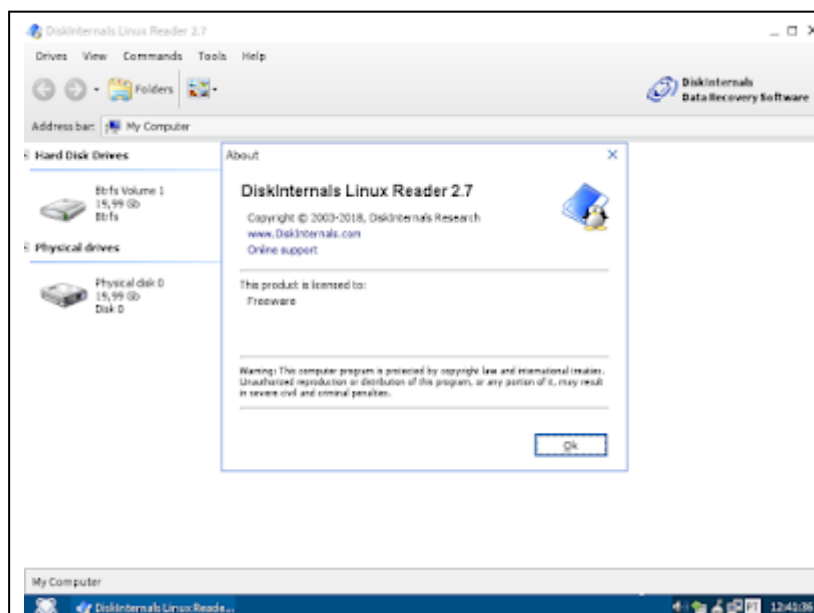 DiskInternals Linux Reader 2.7
Drives View Commands Tools Help
Folders
DiskInternals
Data Recovery Software
Address bar: My Computer
Hard Disk Drives
Btrfs Volume 1
19,99 Gb
Btrfs
Physical drives
Physical disk 0
19,99 Gb
Disk 0
About
DiskInternals Linux Reader 2.7
Copyright © 2003-2018, DiskInternals Research
www.DiskInternals.com
Online support
This product is licensed to:
Freeware
Warning: This computer program is protected by copyright law and international treaties.
Unauthorized reproduction or distribution of this program, or any portion of it, may result
in severe civil and criminal penalties.
Ok
My Computer
DiskInternals Linux Reade...
PT
12:41:36